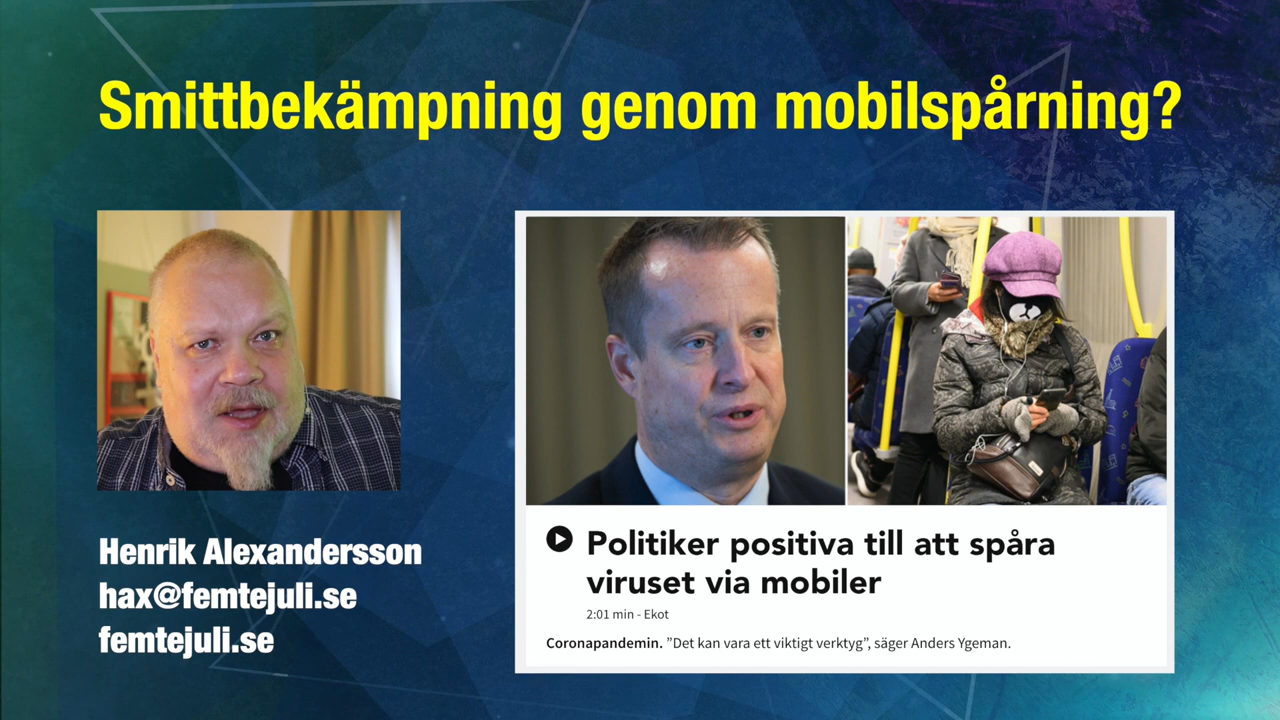 Smittbekämpning genom mobilspårning?
Henrik Alexandersson
hax@femtejuli.se
femtejuli.se
Politiker positiva till att spåra
viruset via mobiler
2:01 min - Ekot
Coronapandemin. ”Det kan vara ett viktigt verktyg”, säger Anders Ygeman.